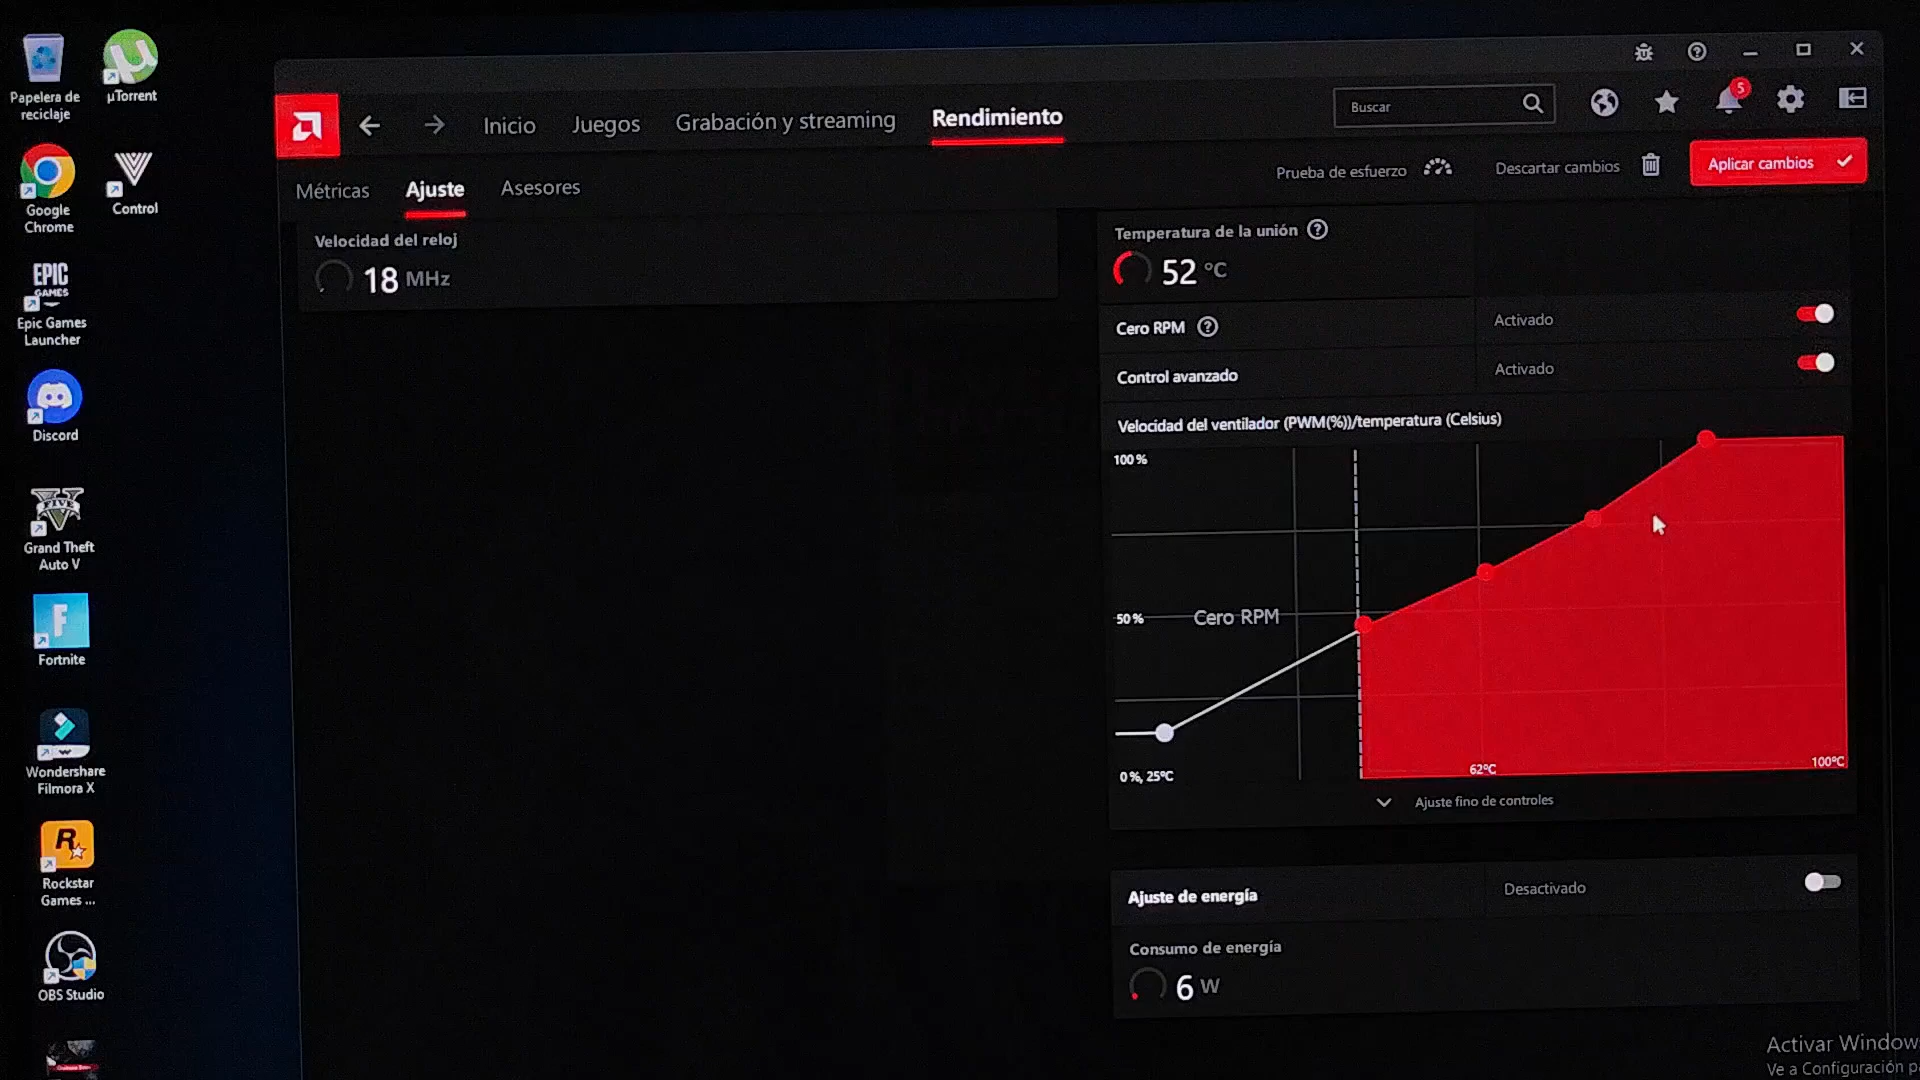 Papelera de
reciclaje
µTorrent
Google
Chrome
Control
EPIC
GAMES
Epic Games
Launcher
Discord
FIVE
Grand Theft
Auto V
F
Fortnite
Wondershare
Filmora X
R
Rockstar
Games ...
OBS Studio
Inicio
Juegos
Grabación y streaming
Rendimiento
Buscar
5
Métricas
Ajuste
Asesores
Prueba de esfuerzo
Descartar cambios
Aplicar cambios
Velocidad del reloj
18 MHz
Temperatura de la unión
52 °C
Cero RPM
Activado
Control avanzado
Activado
Velocidad del ventilador (PWM(%))/temperatura (Celsius)
100 %
50 %
Cero RPM
0 %, 25°C
62°C
100°C
Ajuste fino de controles
Ajuste de energía
Desactivado
Consumo de energía
6 W
Activar Window
Ve a Configuración p